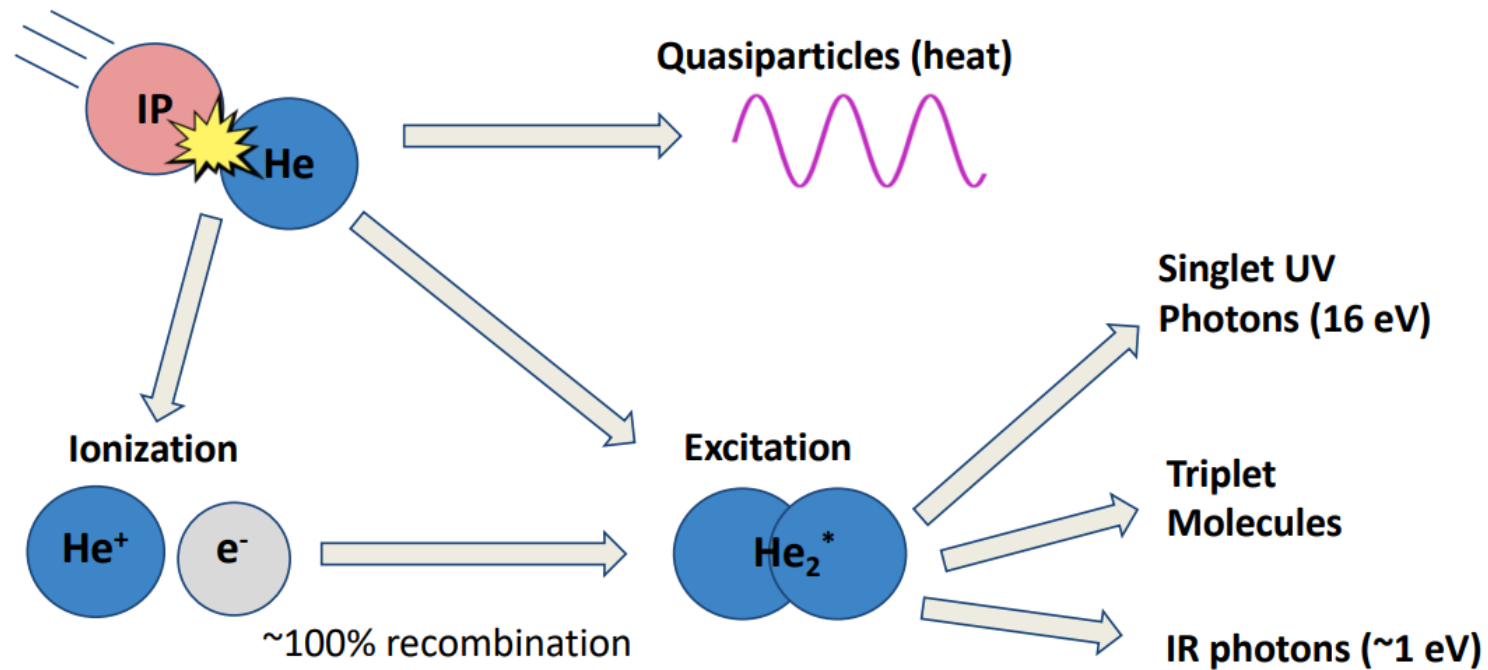 IP
He
Quasiparticles (heat)
Singlet UV
Photons (16 eV)
Ionization
Excitation
Triplet
Molecules
He⁺
e⁻
He₂*
~100% recombination
IR photons (~1 eV)